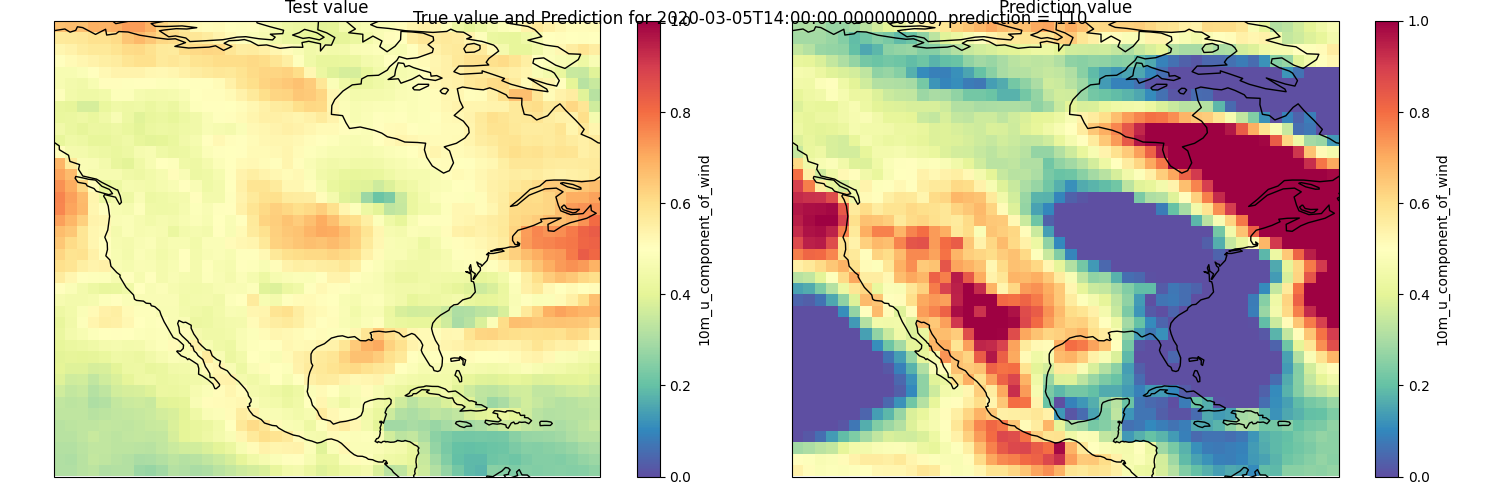 Test value
Prediction value
True value and Prediction for 2020-03-05T14:00:00.000000000, prediction = 110
1.0
0.8
0.6
0.4
0.2
0.0
10m_u_component_of_wind
1.0
0.8
0.6
0.4
0.2
0.0
10m_u_component_of_wind